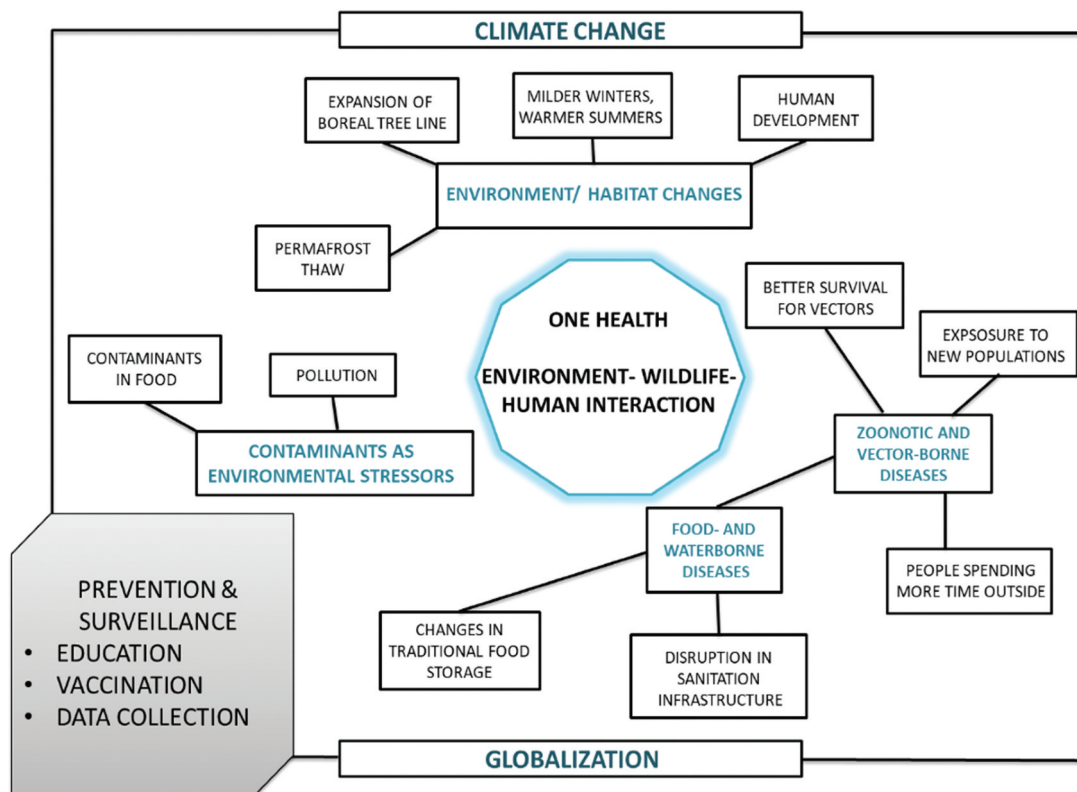 CLIMATE CHANGE
EXPANSION OF
BOREAL TREE LINE
MILDER WINTERS,
WARMER SUMMERS
HUMAN
DEVELOPMENT
ENVIRONMENT/ HABITAT CHANGES
PERMAFROST
THAW
ONE HEALTH
ENVIRONMENT- WILDLIFE-
HUMAN INTERACTION
BETTER SURVIVAL
FOR VECTORS
EXPSOSURE TO
NEW POPULATIONS
CONTAMINANTS
IN FOOD
POLLUTION
CONTAMINANTS AS
ENVIRONMENTAL STRESSORS
ZOONOTIC AND
VECTOR-BORNE
DISEASES
FOOD- AND
WATERBORNE
DISEASES
PEOPLE SPENDING
MORE TIME OUTSIDE
CHANGES IN
TRADITIONAL FOOD
STORAGE
DISRUPTION IN
SANITATION
INFRASTRUCTURE
PREVENTION &
SURVEILLANCE
• EDUCATION
• VACCINATION
• DATA COLLECTION
GLOBALIZATION